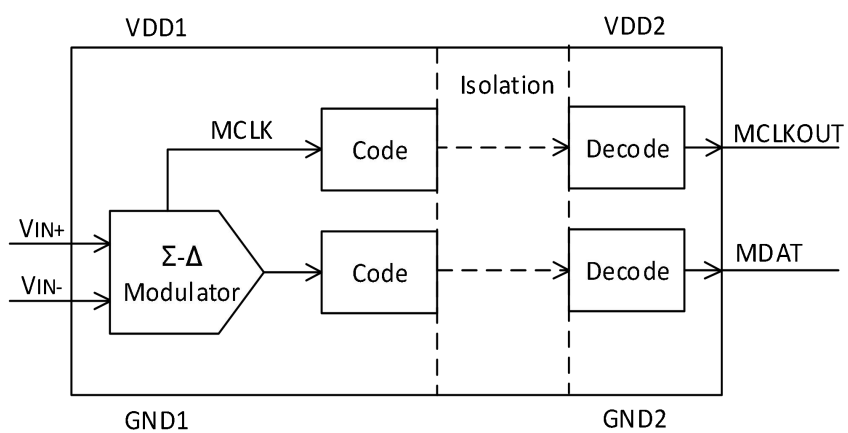 VDD1
VDD2
Isolation
MCLK
Code
Decode
MCLKOUT
VIN+
Σ-Δ
Modulator
VIN-
Code
Decode
MDAT
GND1
GND2